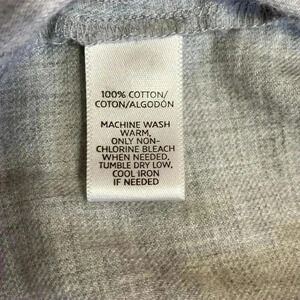 100% COTTON/
COTON/ALGODÓN
MACHINE WASH
WARM,
ONLY NON-
CHLORINE BLEACH
WHEN NEEDED,
TUMBLE DRY LOW,
COOL IRON
IF NEEDED